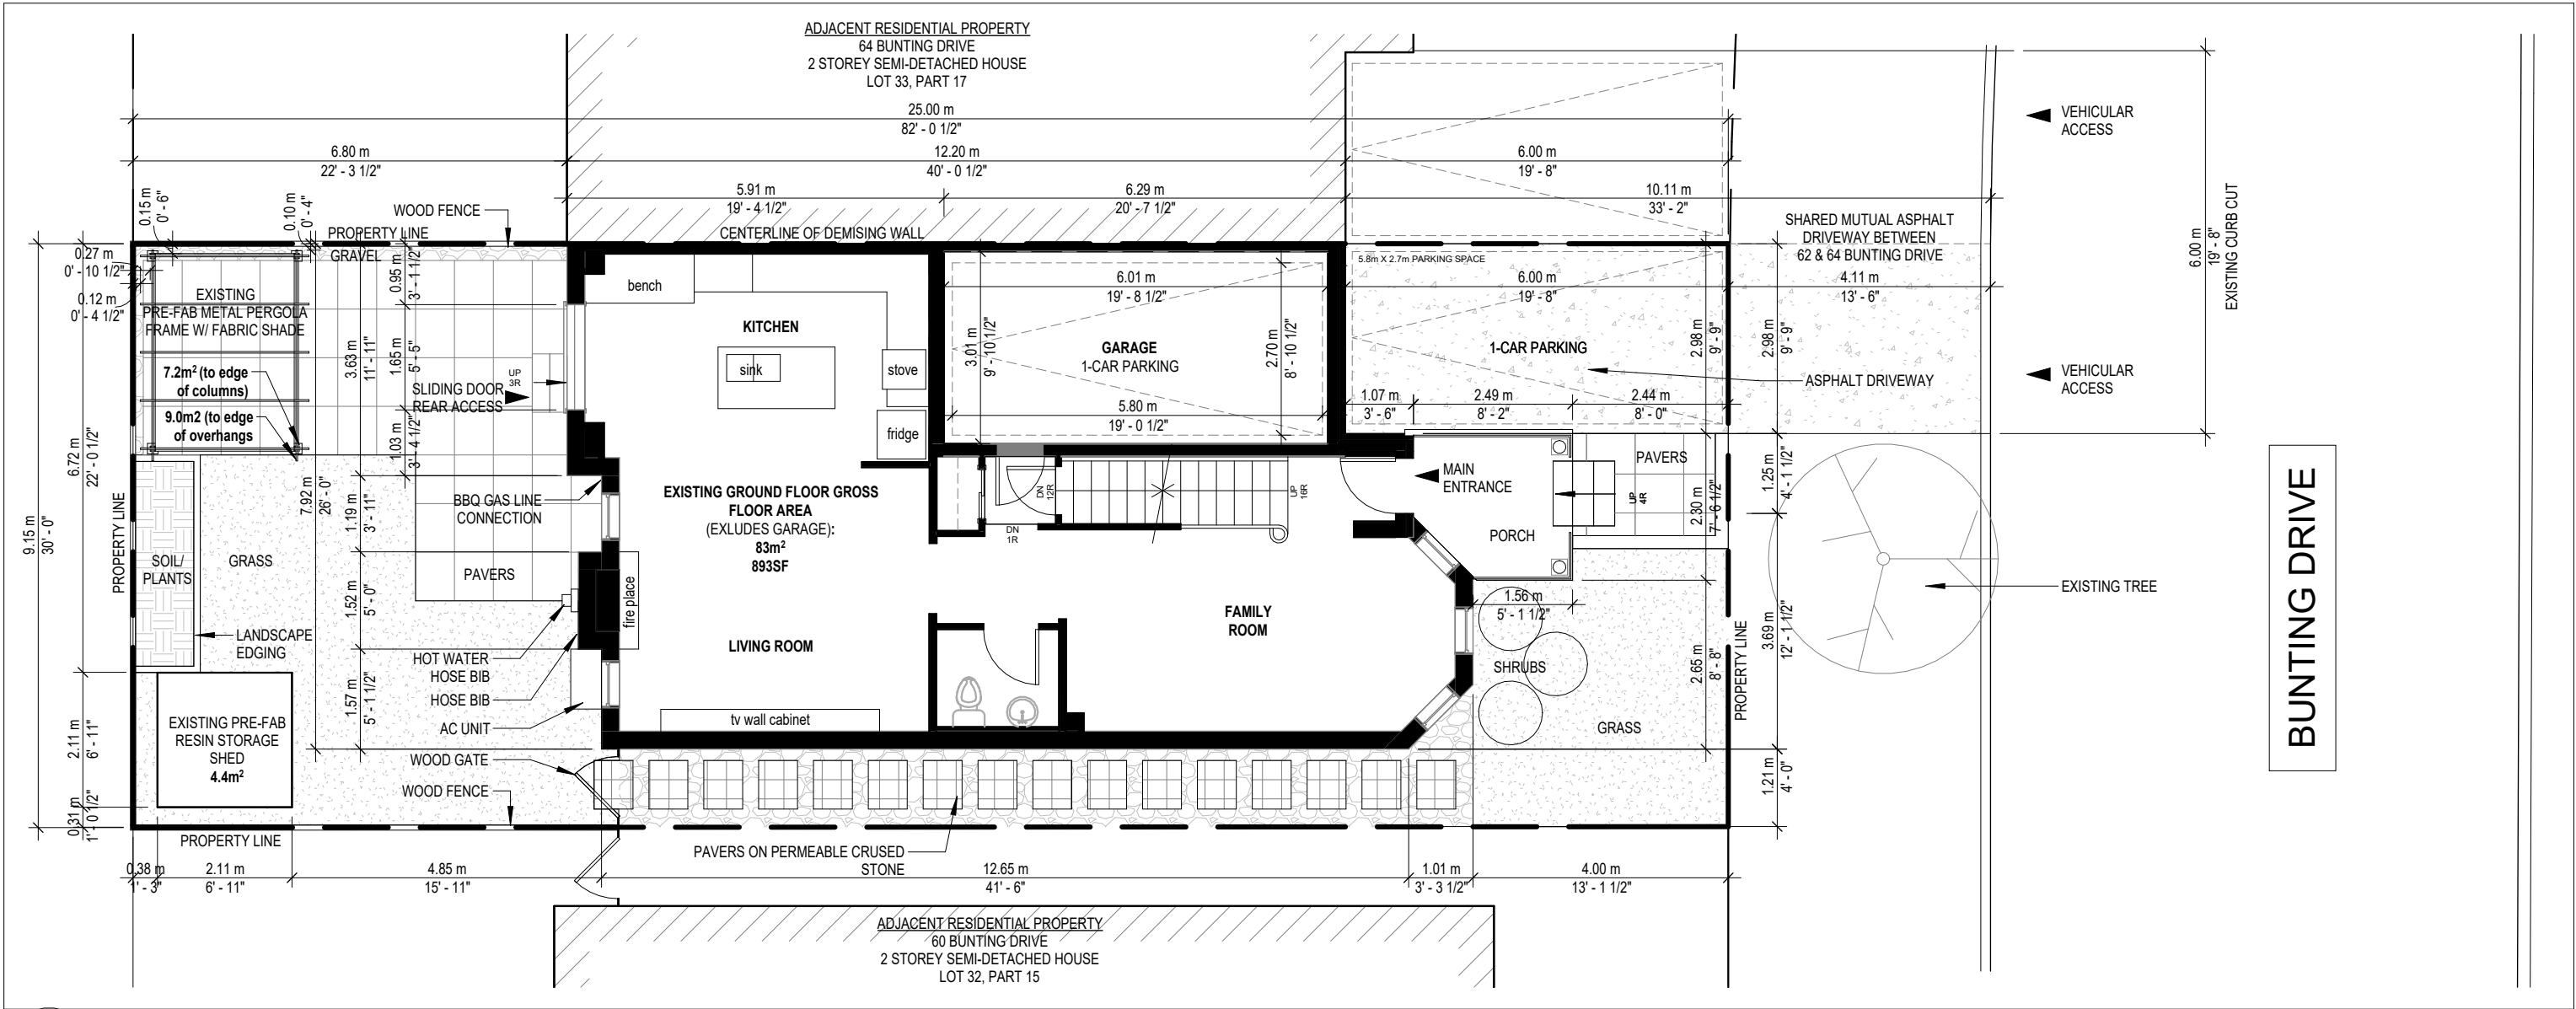 ADJACENT RESIDENTIAL PROPERTY
64 BUNTING DRIVE
2 STOREY SEMI-DETACHED HOUSE
LOT 33, PART 17
25.00 m
82' - 0 1/2"
6.80 m
22' - 3 1/2"
12.20 m
40' - 0 1/2"
6.00 m
19' - 8"
5.91 m
19' - 4 1/2"
6.29 m
20' - 7 1/2"
10.11 m
33' - 2"
VEHICULAR
ACCESS
6.00 m
19' - 8"
EXISTING CURB CUT
0.15 m
0' - 6"
0.10 m
0' - 4"
WOOD FENCE
PROPERTY LINE
GRAVEL
CENTERLINE OF DEMISING WALL
SHARED MUTUAL ASPHALT
DRIVEWAY BETWEEN
62 & 64 BUNTING DRIVE
0.27 m
0' - 10 1/2"
0.12 m
0' - 4 1/2"
EXISTING
PRE-FAB METAL PERGOLA
FRAME W/ FABRIC SHADE
7.2m² (to edge
of columns)
9.0m2 (to edge
of overhangs
0.95 m
3' - 1 1/2"
3.63 m
11' - 11"
1.65 m
5' - 5"
1.03 m
3' - 4 1/2"
UP
3R
SLIDING DOOR
REAR ACCESS
bench
KITCHEN
sink
stove
fridge
6.01 m
19' - 8 1/2"
3.01 m
9' - 10 1/2"
2.70 m
8' - 10 1/2"
GARAGE
1-CAR PARKING
5.80 m
19' - 0 1/2"
5.8m X 2.7m PARKING SPACE
6.00 m
19' - 8"
1-CAR PARKING
2.98 m
9' - 9"
2.98 m
9' - 9"
4.11 m
13' - 6"
ASPHALT DRIVEWAY
VEHICULAR
ACCESS
1.07 m
3' - 6"
2.49 m
8' - 2"
2.44 m
8' - 0"
9.15 m
30' - 0"
6.72 m
22' - 0 1/2"
PROPERTY LINE
SOIL/
PLANTS
GRASS
7.92 m
26' - 0"
1.19 m
3' - 11"
1.52 m
5' - 0"
1.57 m
5' - 1 1/2"
BBQ GAS LINE
CONNECTION
PAVERS
EXISTING GROUND FLOOR GROSS
FLOOR AREA
(EXLUDES GARAGE):
83m²
893SF
fire place
LIVING ROOM
DN
12R
DN
1R
UP
16R
MAIN
ENTRANCE
PORCH
UP
4R
PAVERS
2.30 m
7' - 6 1/2"
1.25 m
4' - 1 1/2"
EXISTING TREE
BUNTING DRIVE
FAMILY
ROOM
1.56 m
5' - 1 1/2"
SHRUBS
2.65 m
8' - 8"
PROPERTY LINE
3.69 m
12' - 1 1/2"
GRASS
1.21 m
4' - 0"
LANDSCAPE
EDGING
HOT WATER
HOSE BIB
HOSE BIB
AC UNIT
WOOD GATE
WOOD FENCE
tv wall cabinet
EXISTING PRE-FAB
RESIN STORAGE
SHED
4.4m²
2.11 m
6' - 11"
0.31 m
1' - 0 1/2"
PROPERTY LINE
0.38 m
1' - 3"
2.11 m
6' - 11"
4.85 m
15' - 11"
PAVERS ON PERMEABLE CRUSED
STONE
12.65 m
41' - 6"
1.01 m
3' - 3 1/2"
4.00 m
13' - 1 1/2"
ADJACENT RESIDENTIAL PROPERTY
60 BUNTING DRIVE
2 STOREY SEMI-DETACHED HOUSE
LOT 32, PART 15